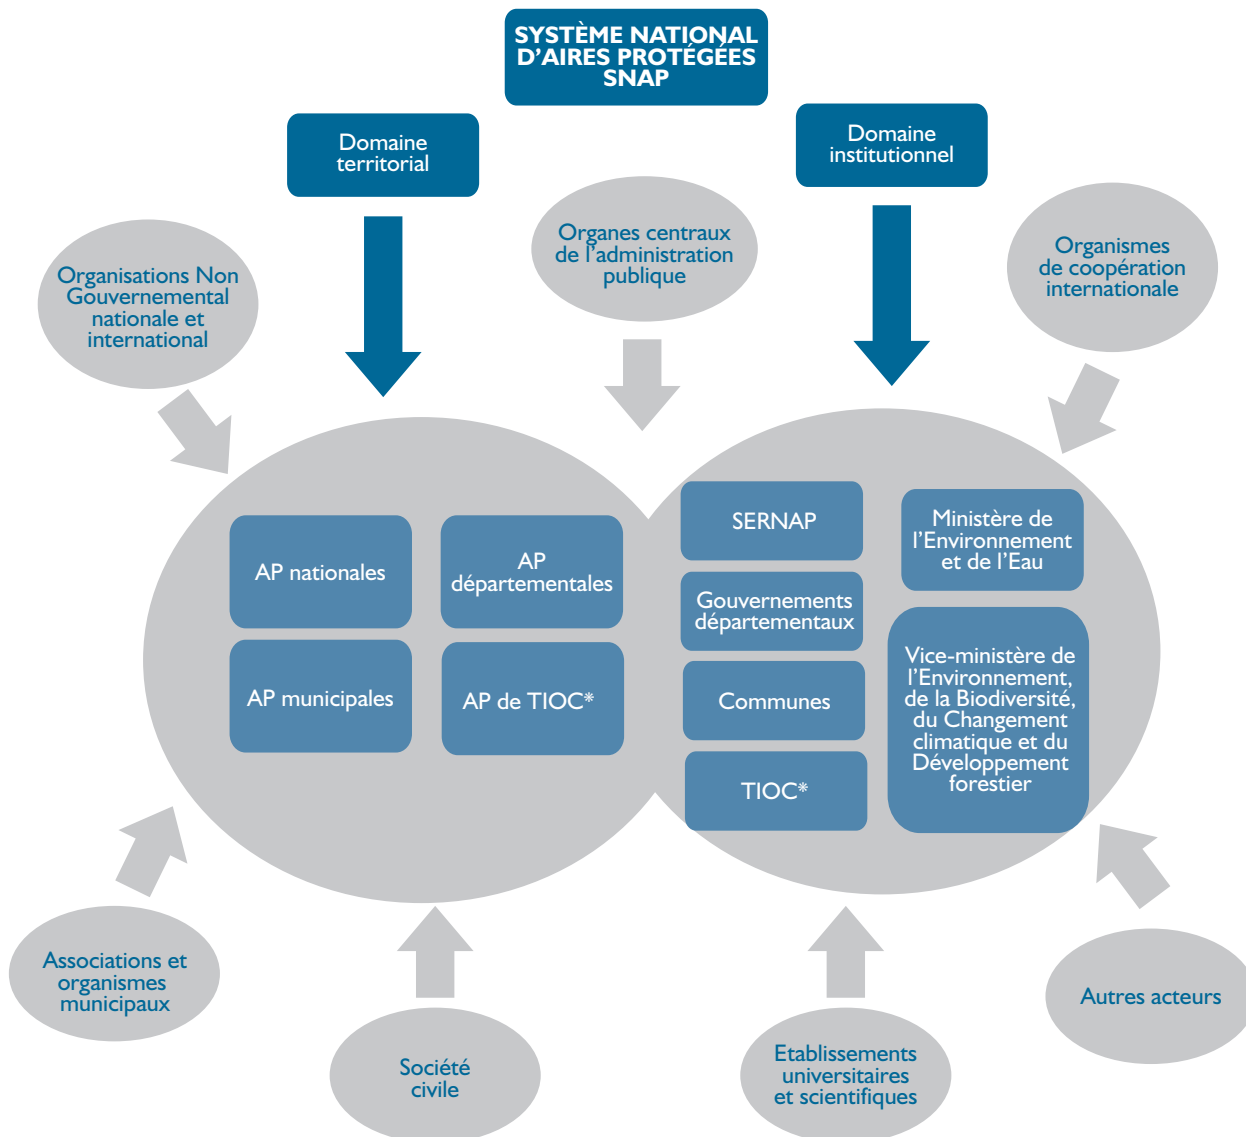 SYSTÈME NATIONAL
D'AIRES PROTÉGÉES
SNAP
Domaine
territorial
Domaine
institutionnel
Organisations Non
Gouvernemental
nationale et
international
Organes centraux
de l'administration
publique
Organismes
de coopération
internationale
AP nationales
AP
départementales
AP municipales
AP de TIOC*
SERNAP
Gouvernements
départementaux
Communes
TIOC*
Ministère de
l'Environnement
et de l'Eau
Vice-ministère de
l'Environnement,
de la Biodiversité,
du Changement
climatique et du
Développement
forestier
Associations et
organismes
municipaux
Société
civile
Etablissements
universitaires
et scientifiques
Autres acteurs